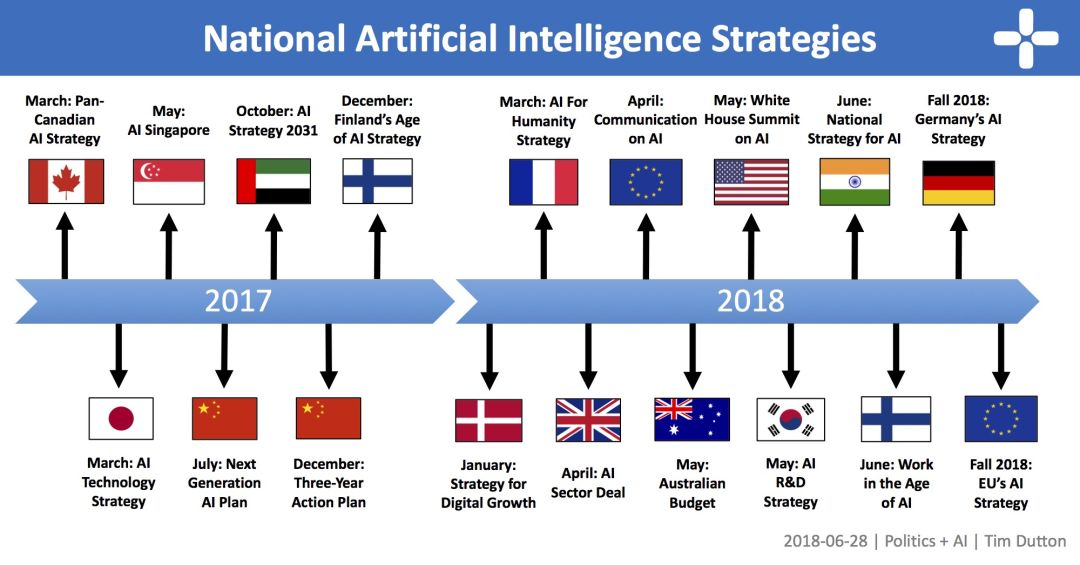 National Artificial Intelligence Strategies
March: Pan-
Canadian
AI Strategy
May:
AI Singapore
October: AI
Strategy 2031
December:
Finland's Age
of AI Strategy
March: AI For
Humanity
Strategy
April:
Communication
on AI
May: White
House Summit
on AI
June:
National
Strategy for AI
Fall 2018:
Germany's AI
Strategy
2017
2018
March: AI
Technology
Strategy
July: Next
Generation
AI Plan
December:
Three-Year
Action Plan
January:
Strategy for
Digital Growth
April: AI
Sector Deal
May:
Australian
Budget
May: AI
R&D
Strategy
June: Work
in the Age
of AI
Fall 2018:
EU's AI
Strategy
2018-06-28 | Politics + AI | Tim Dutton